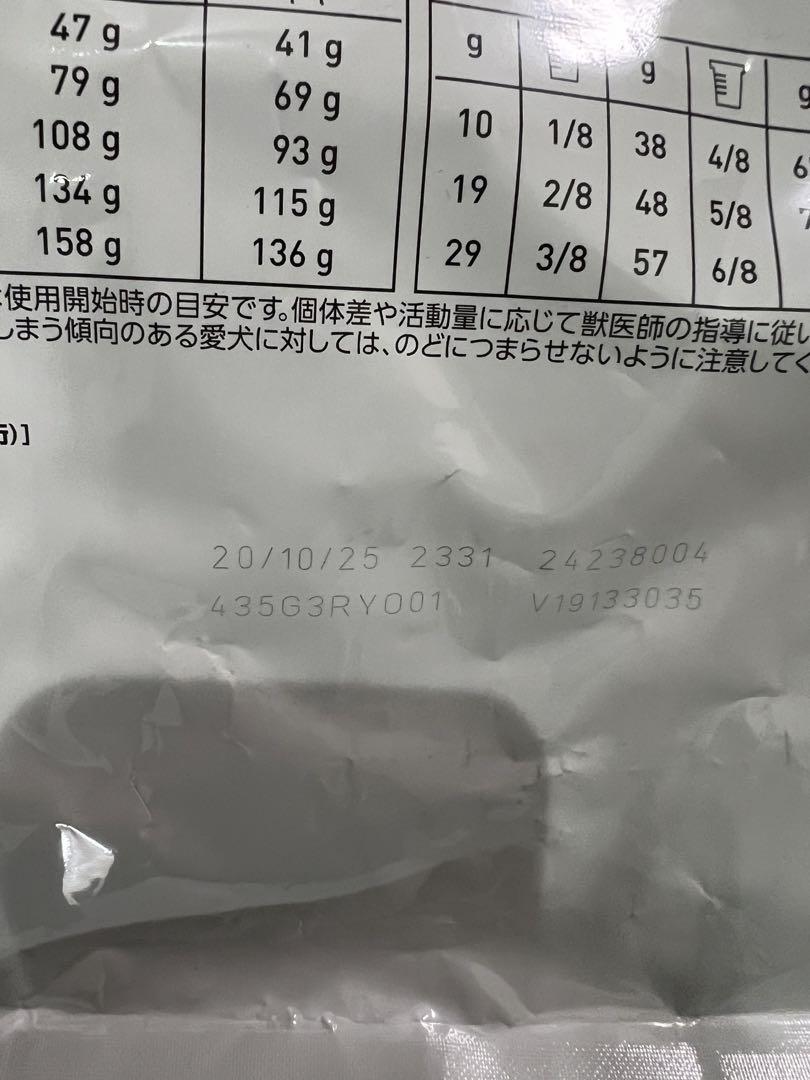 47 g 41 g
79 g 69 g
108 g 93 g
134 g 115 g
158 g 136 g
g g
10 1/8 38 4/8
19 2/8 48 5/8
29 3/8 57 6/8
使用開始時の目安です。個体差や活動量に応じて獣医師の指導に従い
しまう傾向のある愛犬に対しては、のどにつまらせないように注意してく
)]
20/10/25 2331 24238004
435G3RY001 V19133035